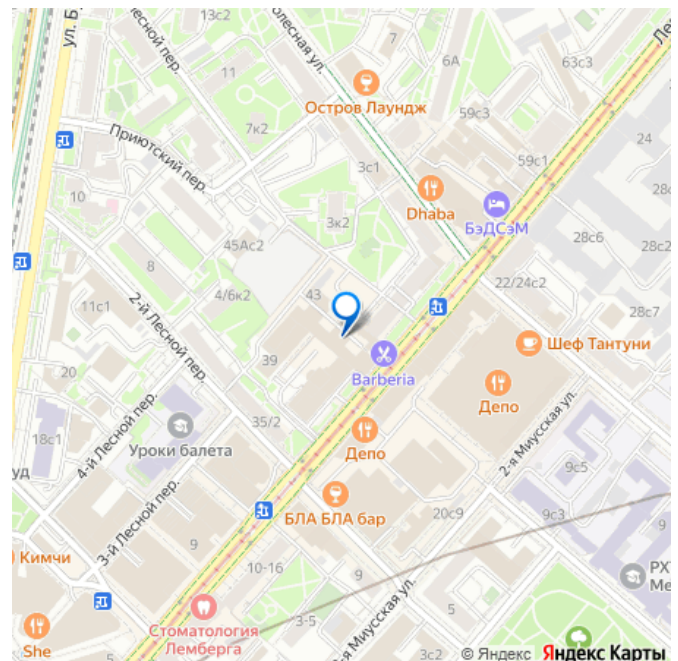 13с2
63с3
Ле
ул. Б
Лесной пер.
олесная ул.
7
6А
11
Остров Лаундж
59с3
7к2
24
Приютский пер.
3с1
59с1
Dhaba
28с
10
3к2
БэДСэМ
45Ас2
28с6
28с2
8
4/6к2
43
22/24с2
11с1
28с7
2-й Лесной пер.
39
Шеф Тантуни
20
Barberia
Депо
35/2
4-й Лесной пер.
18с1
Уроки балета
Депо
2-я Миусская ул.
уд
9с5
3-й Лесной пер.
БЛА БЛА бар
20с9
9с3
9
Кимчи
9
10-16
РХ
Ме
5
Стоматология
Лемберга
3-5
She
2-я Миусская ул.
5
3с2
© Яндекс Яндекс Карты